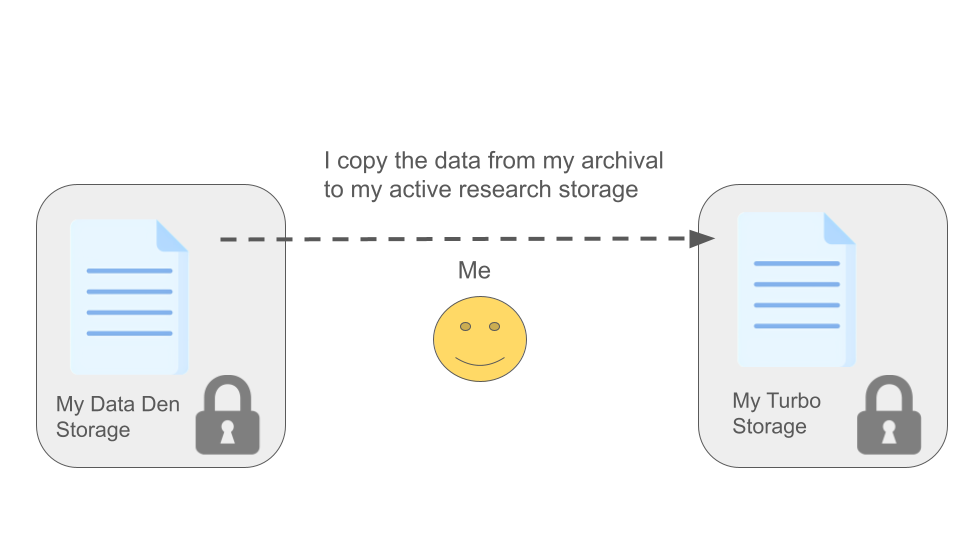 I copy the data from my archival
to my active research storage
Me
My Data Den
Storage
My Turbo
Storage